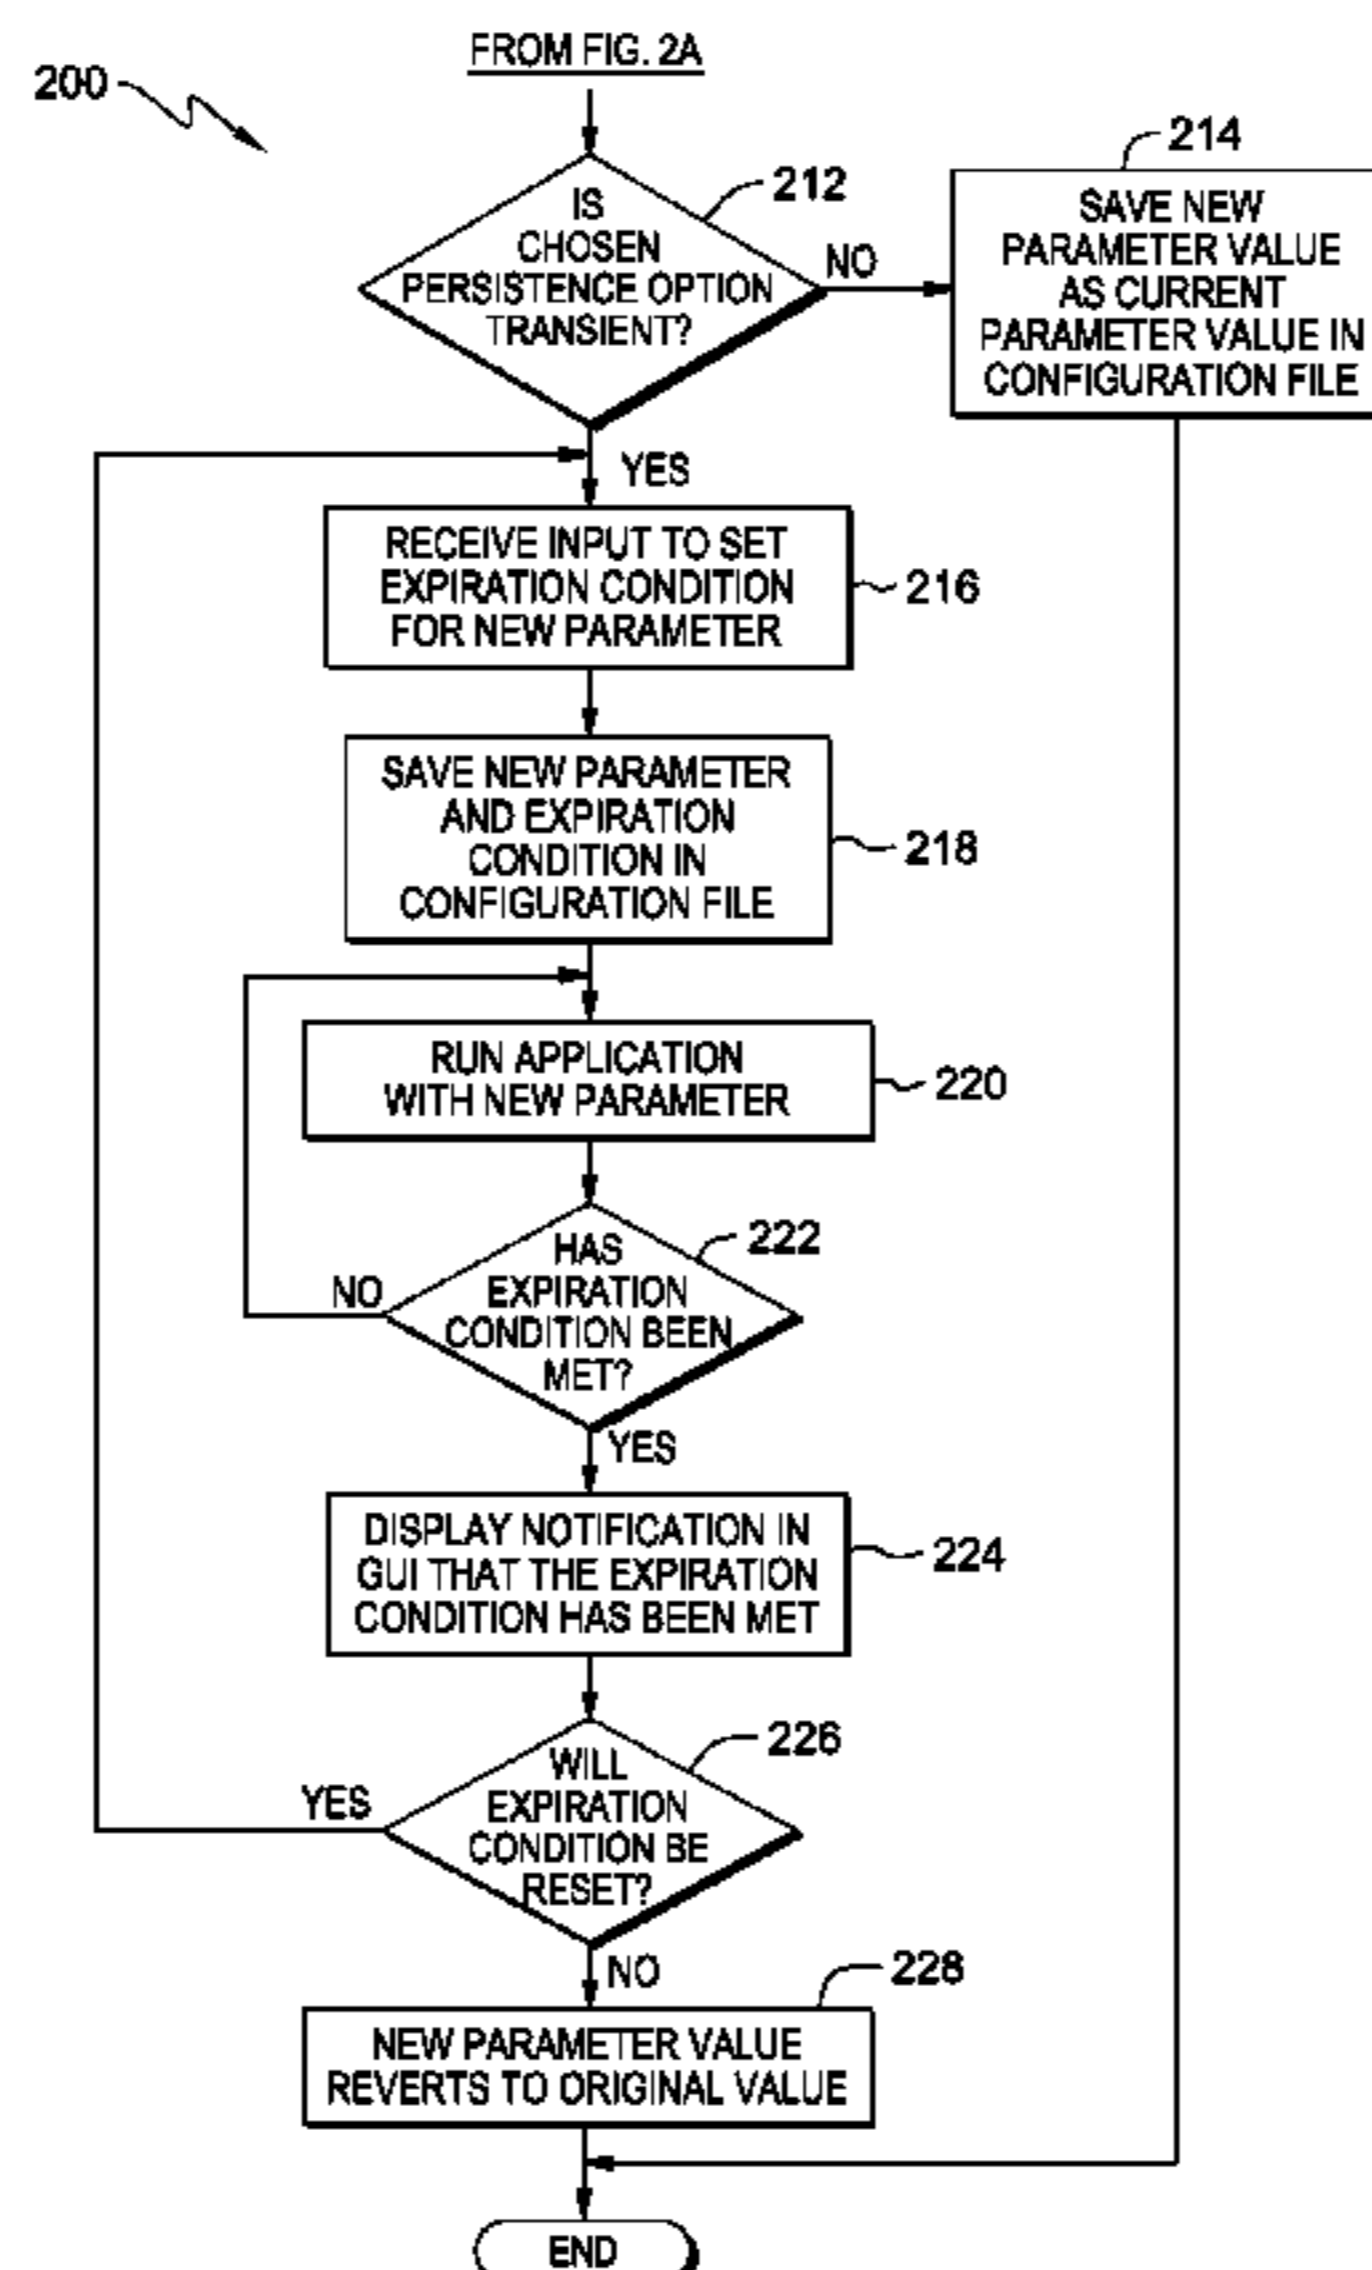 FROM FIG. 2A
200
212
IS
CHOSEN
PERSISTENCE OPTION
TRANSIENT?
NO
214
SAVE NEW
PARAMETER VALUE
AS CURRENT
PARAMETER VALUE IN
CONFIGURATION FILE
YES
RECEIVE INPUT TO SET
EXPIRATION CONDITION
FOR NEW PARAMETER
216
SAVE NEW PARAMETER
AND EXPIRATION
CONDITION IN
CONFIGURATION FILE
218
RUN APPLICATION
WITH NEW PARAMETER
220
HAS
EXPIRATION
CONDITION BEEN
MET?
222
NO
YES
DISPLAY NOTIFICATION IN
GUI THAT THE EXPIRATION
CONDITION HAS BEEN MET
224
WILL
EXPIRATION
CONDITION BE
RESET?
226
YES
NO
228
NEW PARAMETER VALUE
REVERTS TO ORIGINAL VALUE
END